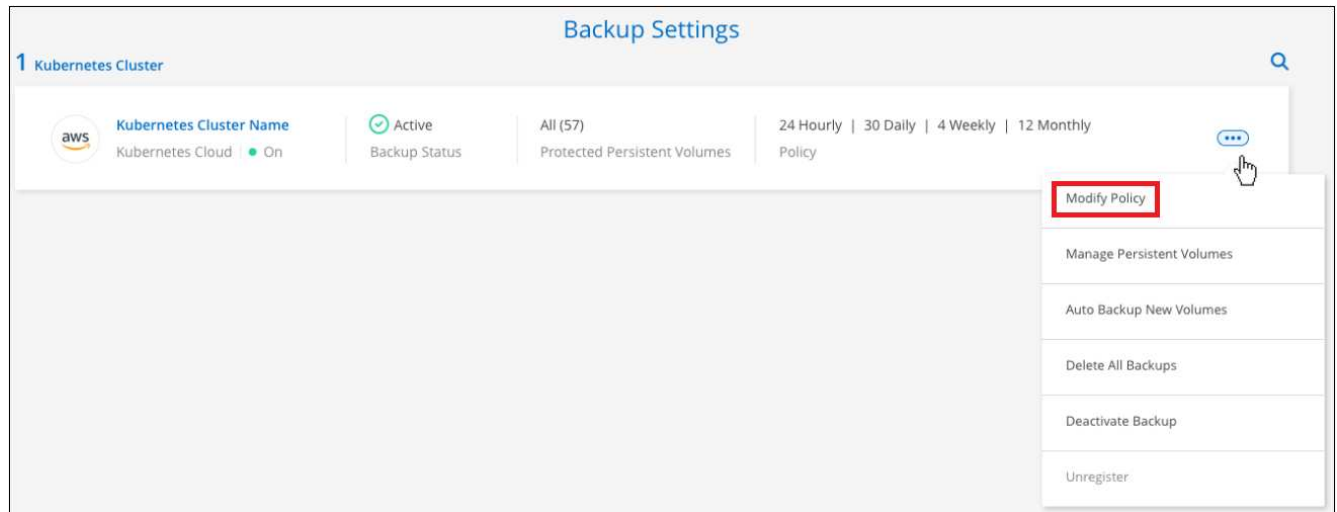 Backup Settings
1 Kubernetes Cluster
aws
Kubernetes Cluster Name
Kubernetes Cloud | On
Active
Backup Status
All (57)
Protected Persistent Volumes
24 Hourly | 30 Daily | 4 Weekly | 12 Monthly
Policy
Modify Policy
Manage Persistent Volumes
Auto Backup New Volumes
Delete All Backups
Deactivate Backup
Unregister